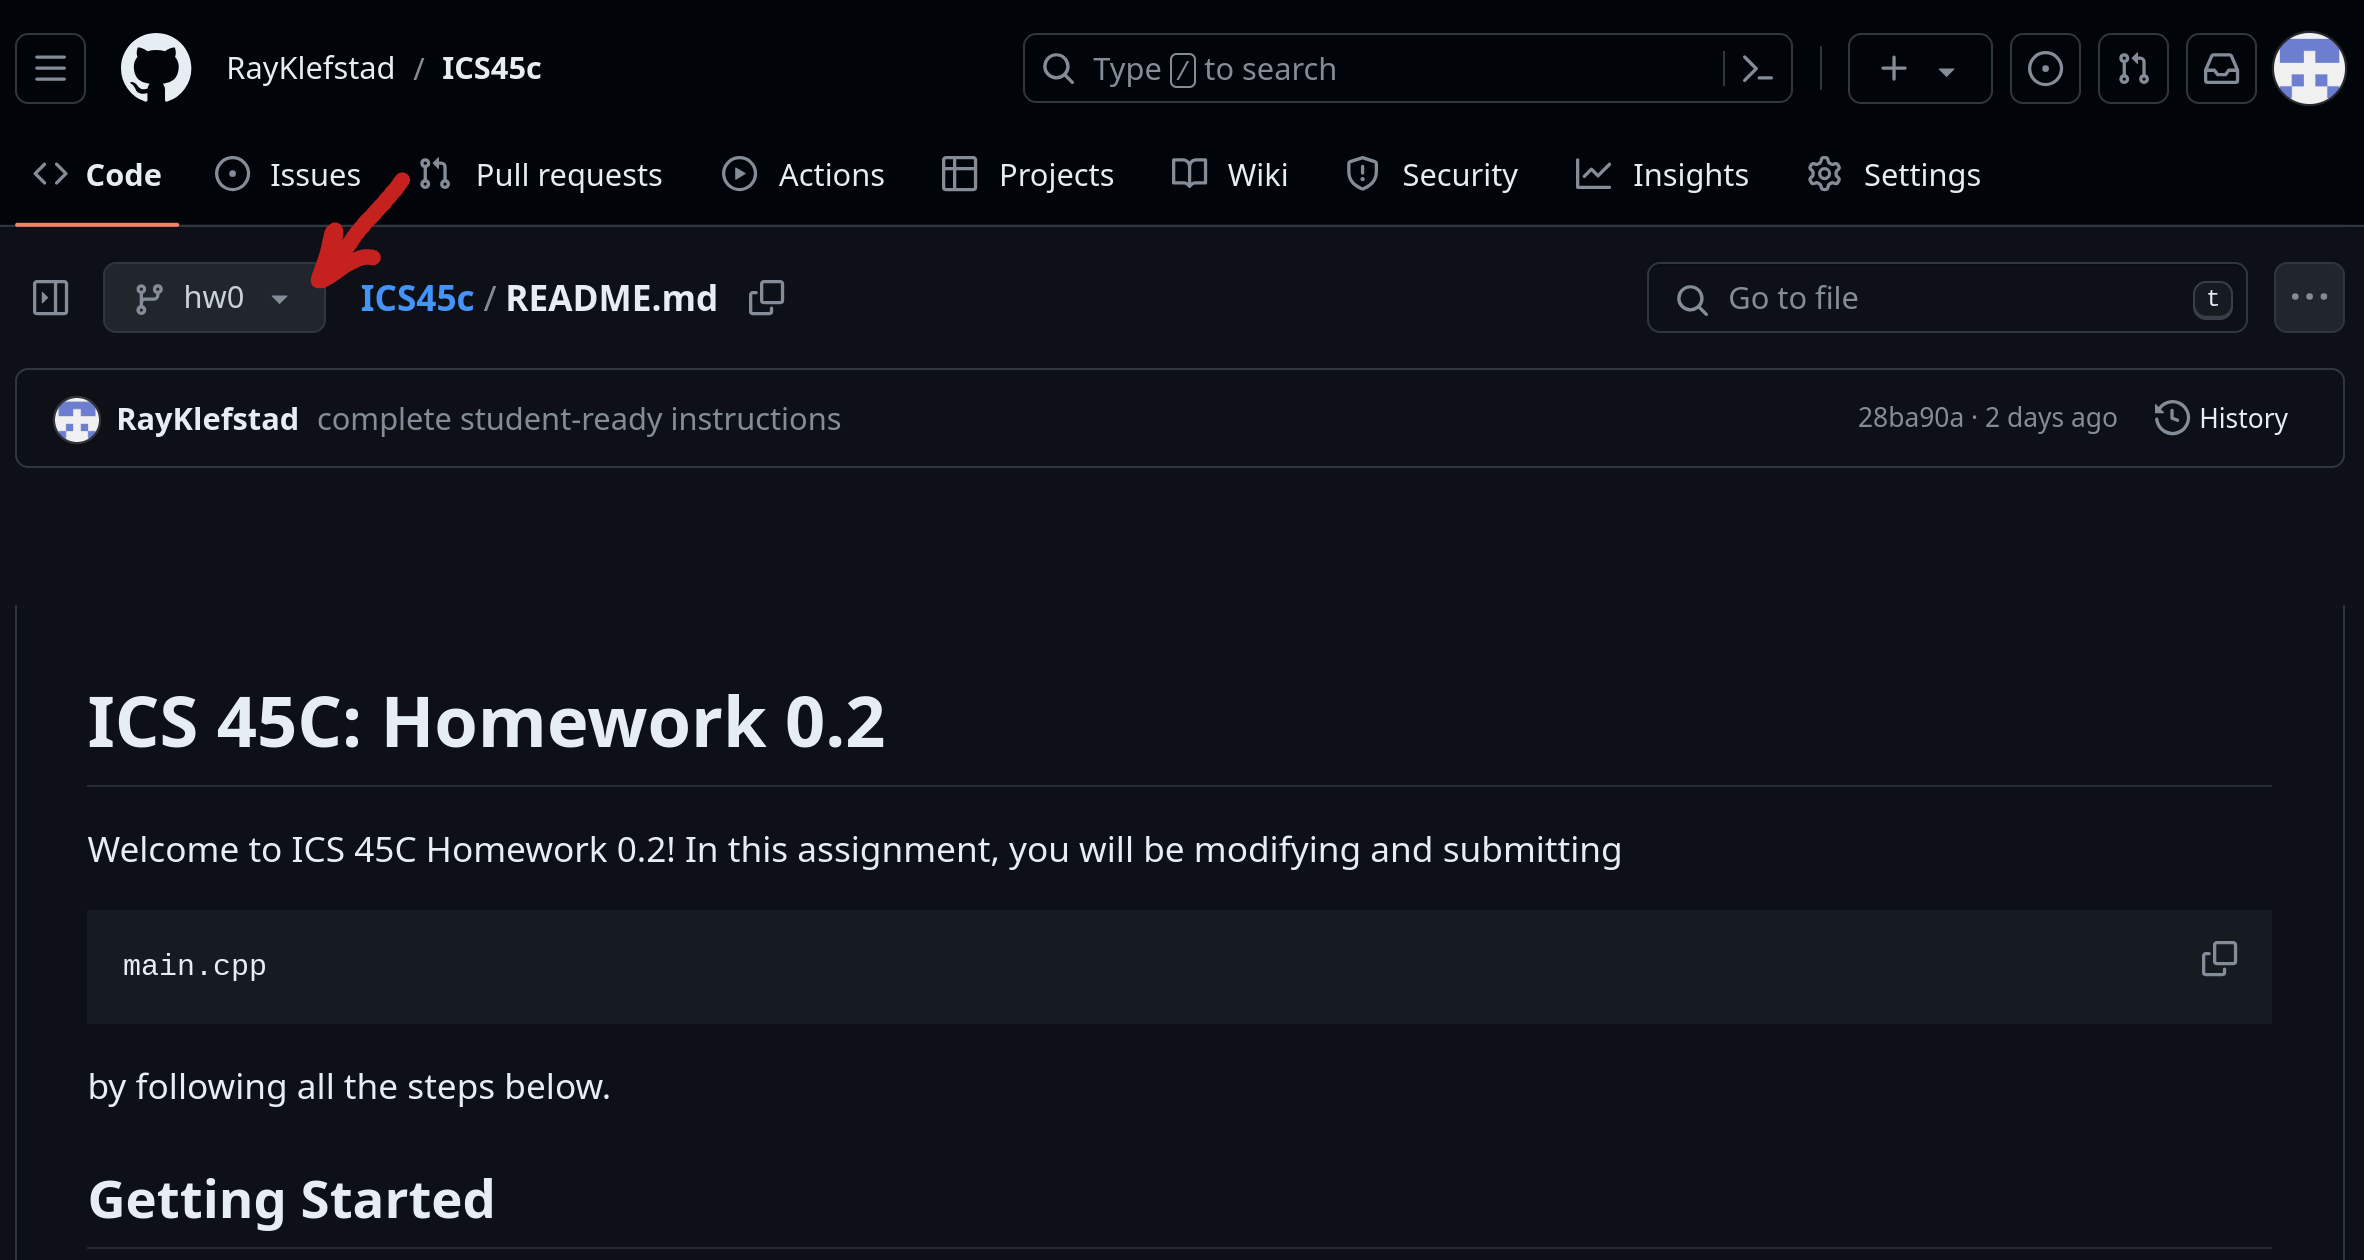 RayKlefstad / ICS45c
Type / to search
Code Issues Pull requests Actions Projects Wiki Security Insights Settings
hw0 ICS45c / README.md Go to file t
RayKlefstad complete student-ready instructions 28ba90a · 2 days ago History
ICS 45C: Homework 0.2
Welcome to ICS 45C Homework 0.2! In this assignment, you will be modifying and submitting
main.cpp
by following all the steps below.
Getting Started